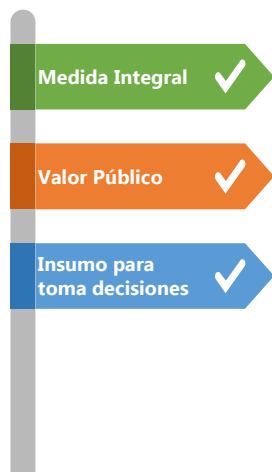 Medida Integral
Valor Público
Insumo para
toma decisiones